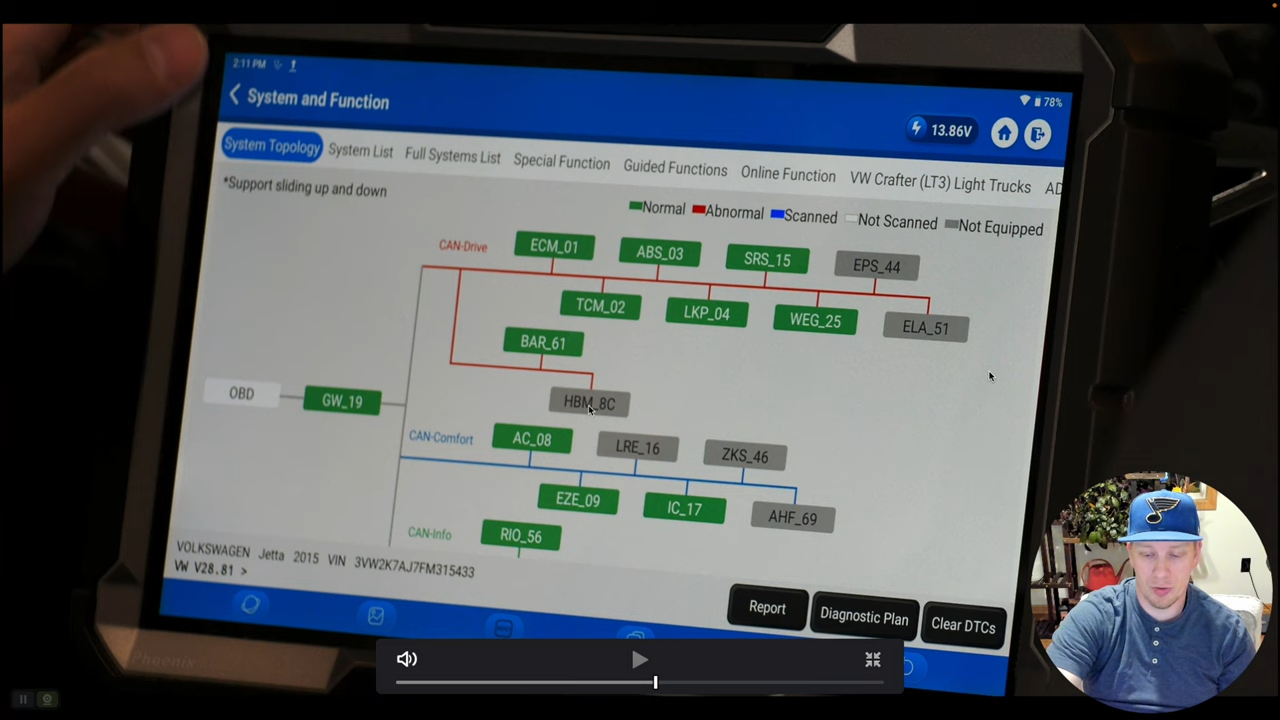 2:11 PM
78%
System and Function
13.86V
System Topology System List Full Systems List Special Function Guided Functions Online Function VW Crafter (LT3) Light Trucks AD
*Support sliding up and down
Normal Abnormal Scanned Not Scanned Not Equipped
CAN-Drive
ECM_01 ABS_03 SRS_15 EPS_44
TCM_02 LKP_04 WEG_25 ELA_51
BAR_61
OBD GW_19
HBM_8C
CAN-Comfort
AC_08 LRE_16 ZKS_46
EZE_09 IC_17 AHF_69
CAN-Info
RIO_56
VOLKSWAGEN Jetta 2015 VIN 3VW2K7AJ7FM315433
VW V28.81 >
Report Diagnostic Plan Clear DTCs
Phoenix